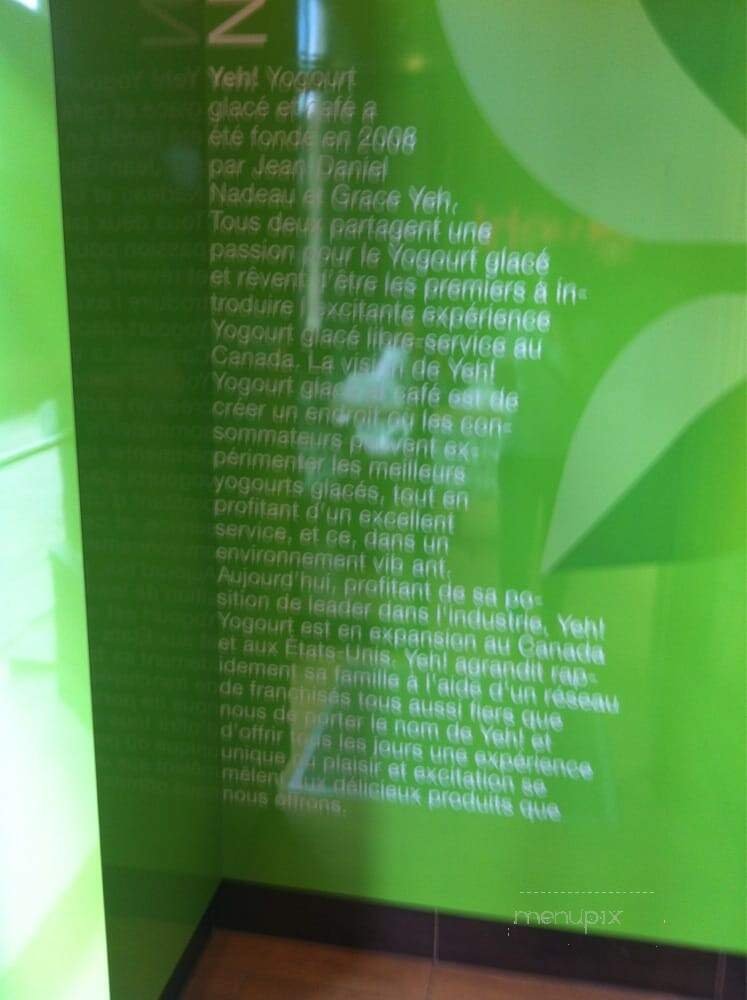 Yeh! Yogourt
glacé et café a
été fondé en 2008
par Jean Daniel
Nadeau et Grace Yeh.
Tous deux partagent une
passion pour le Yogourt glacé
et rêvent d'être les premiers à in-
troduire l'excitante expérience
Yogourt glacé libre-service au
Canada. La vision de Yeh!
Yogourt glacé et café est de
créer un endroit où les con-
sommateurs peuvent ex-
périmenter les meilleurs
yogourts glacés, tout en
profitant d'un excellent
service, et ce, dans un
environnement vib ant.
Aujourd'hui, profitant de sa po-
sition de leader dans l'industrie, Yeh!
Yogourt est en expansion au Canada
et aux États-Unis. Yeh! agrandit rap-
idement sa famille à l'aide d'un réseau
de franchisés tous aussi fiers que
nous de porter le nom de Yeh! et
d'offrir tous les jours une expérience
unique où plaisir et excitation se
mêlent aux délicieux produits que
nous offrons.
menupix